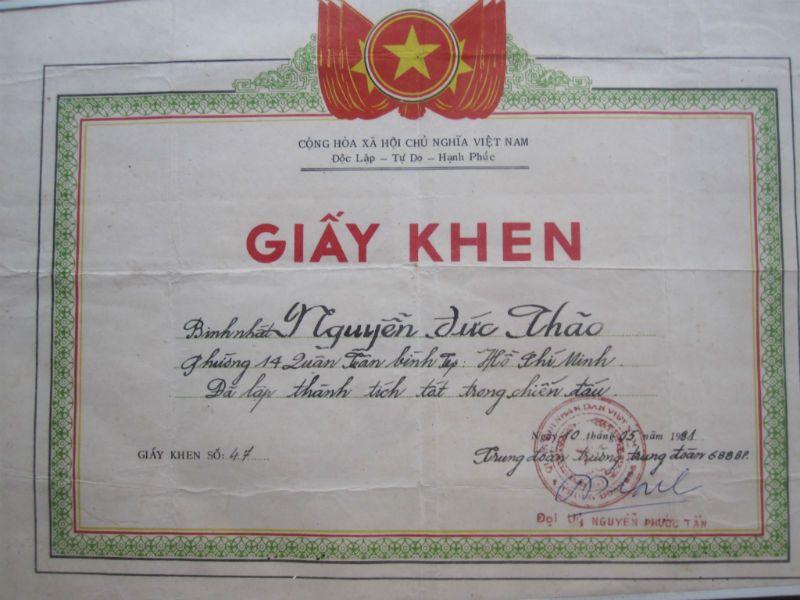 CỘNG HÒA XÃ HỘI CHỦ NGHĨA VIỆT NAM
Độc Lập – Tự Do – Hạnh Phúc
GIẤY KHEN
Binh nhất Nguyễn Đức Thảo
Phường 14 Quận Tân bình Tp: Hồ Chí Minh.
Đã lập thành tích tốt trong chiến đấu.
Ngày 10 tháng 05 năm 1981
GIẤY KHEN SỐ: 47
Trung đoàn trưởng trung đoàn 688
Đại úy NGUYỄN PHƯỚC TẤN